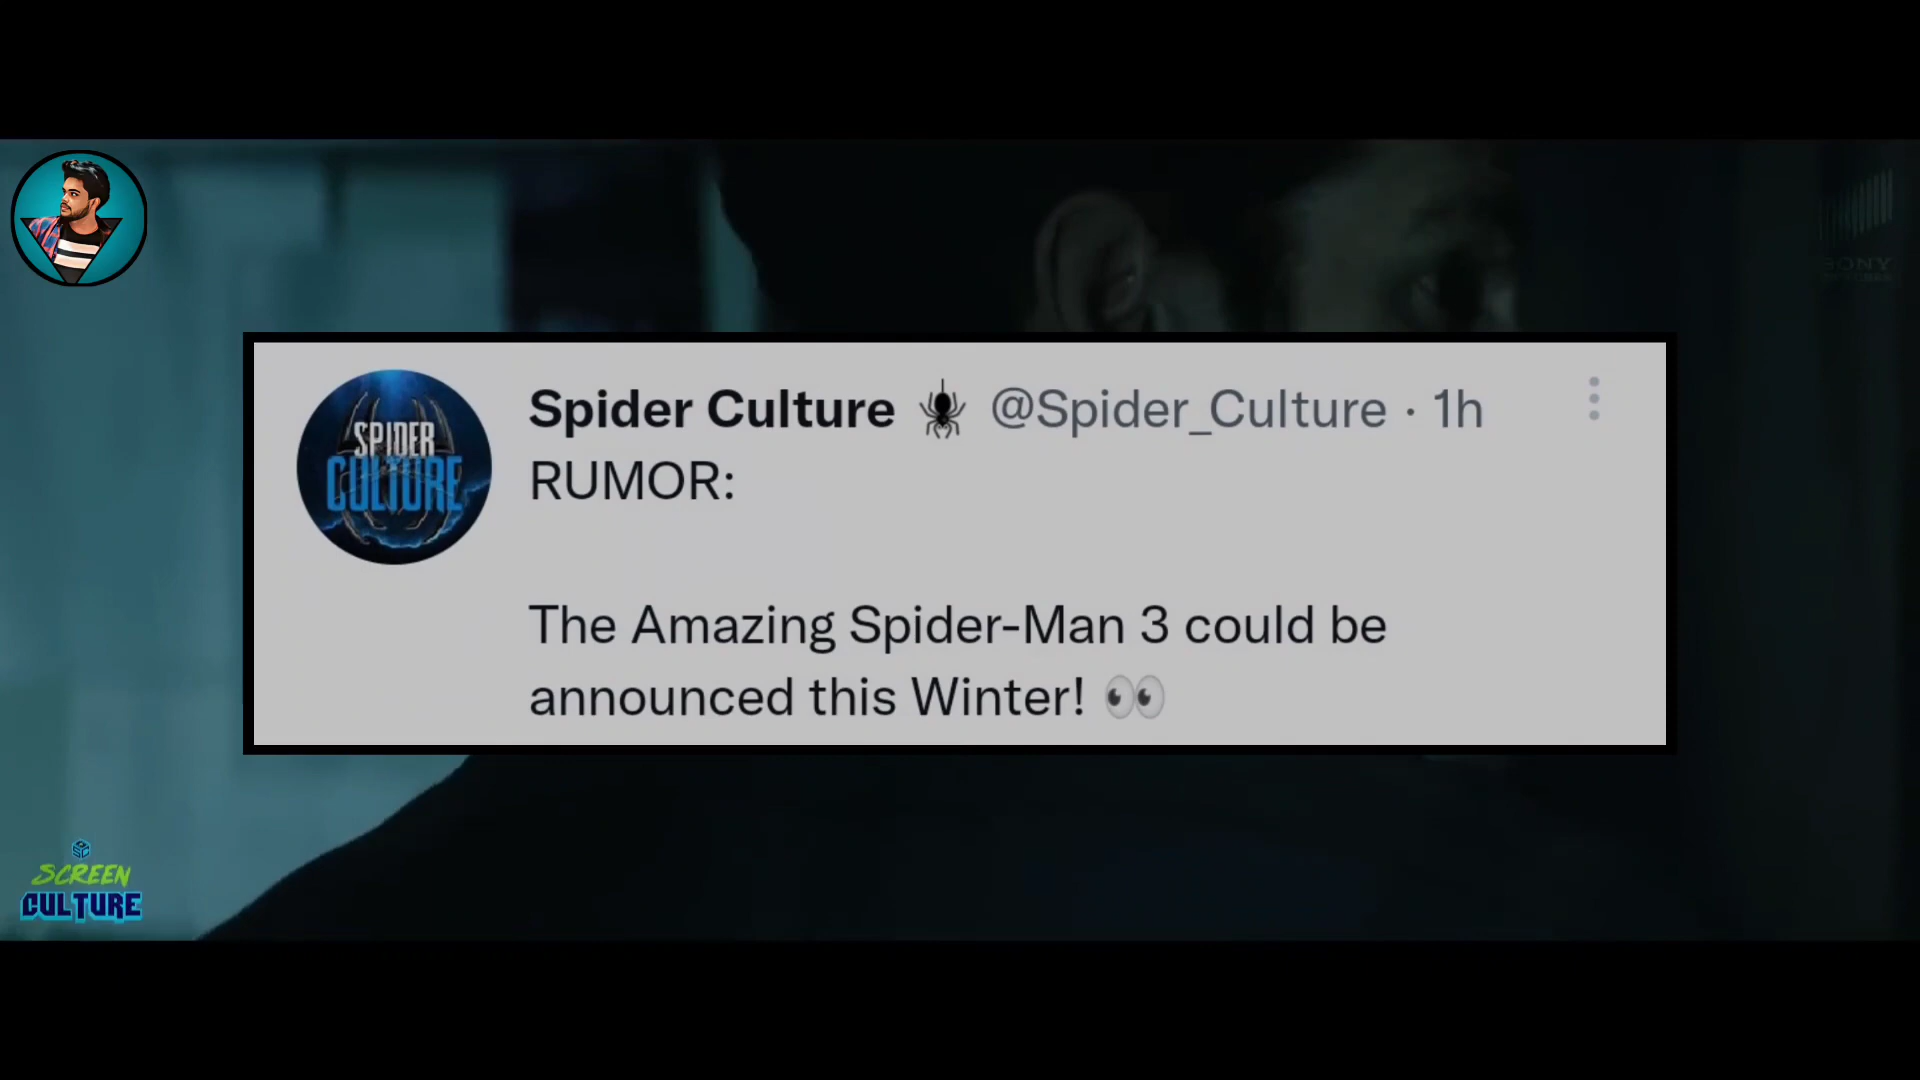 SPIDER
CULTURE
Spider Culture 🕷 @Spider_Culture · 1h
RUMOR:
The Amazing Spider-Man 3 could be
announced this Winter! 👀
SONY
SCREEN
CULTURE